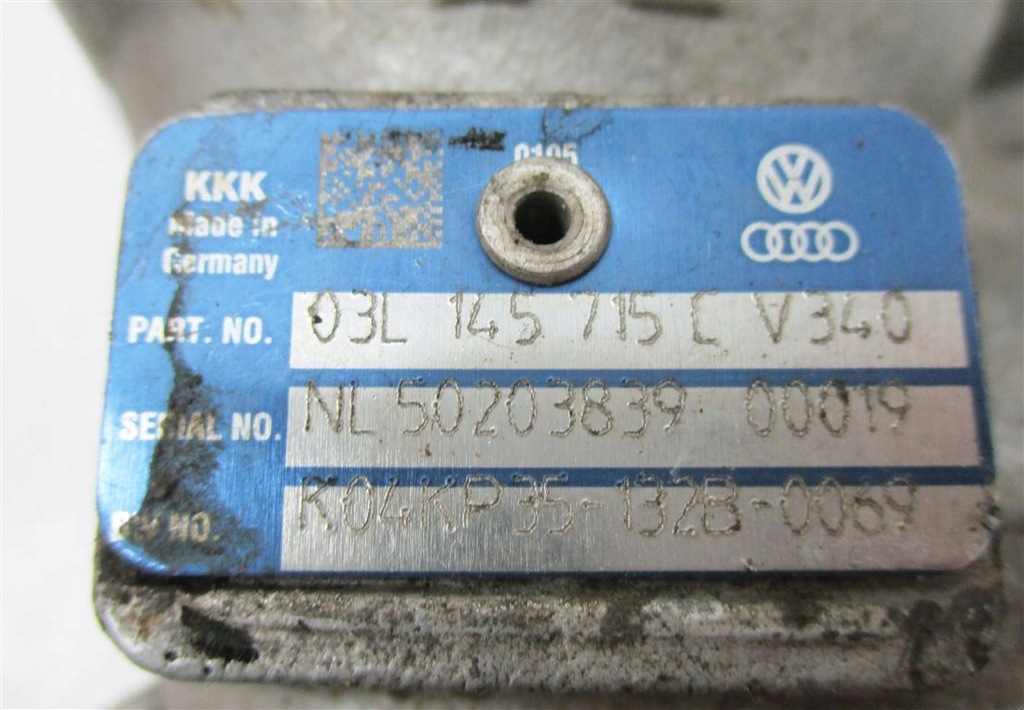 0105
KKK
Made in
Germany
PART. NO. 03L 145 715 C V340
SERIAL NO. NL 50203839 00019
BW NO. K04KP35-132B-0069